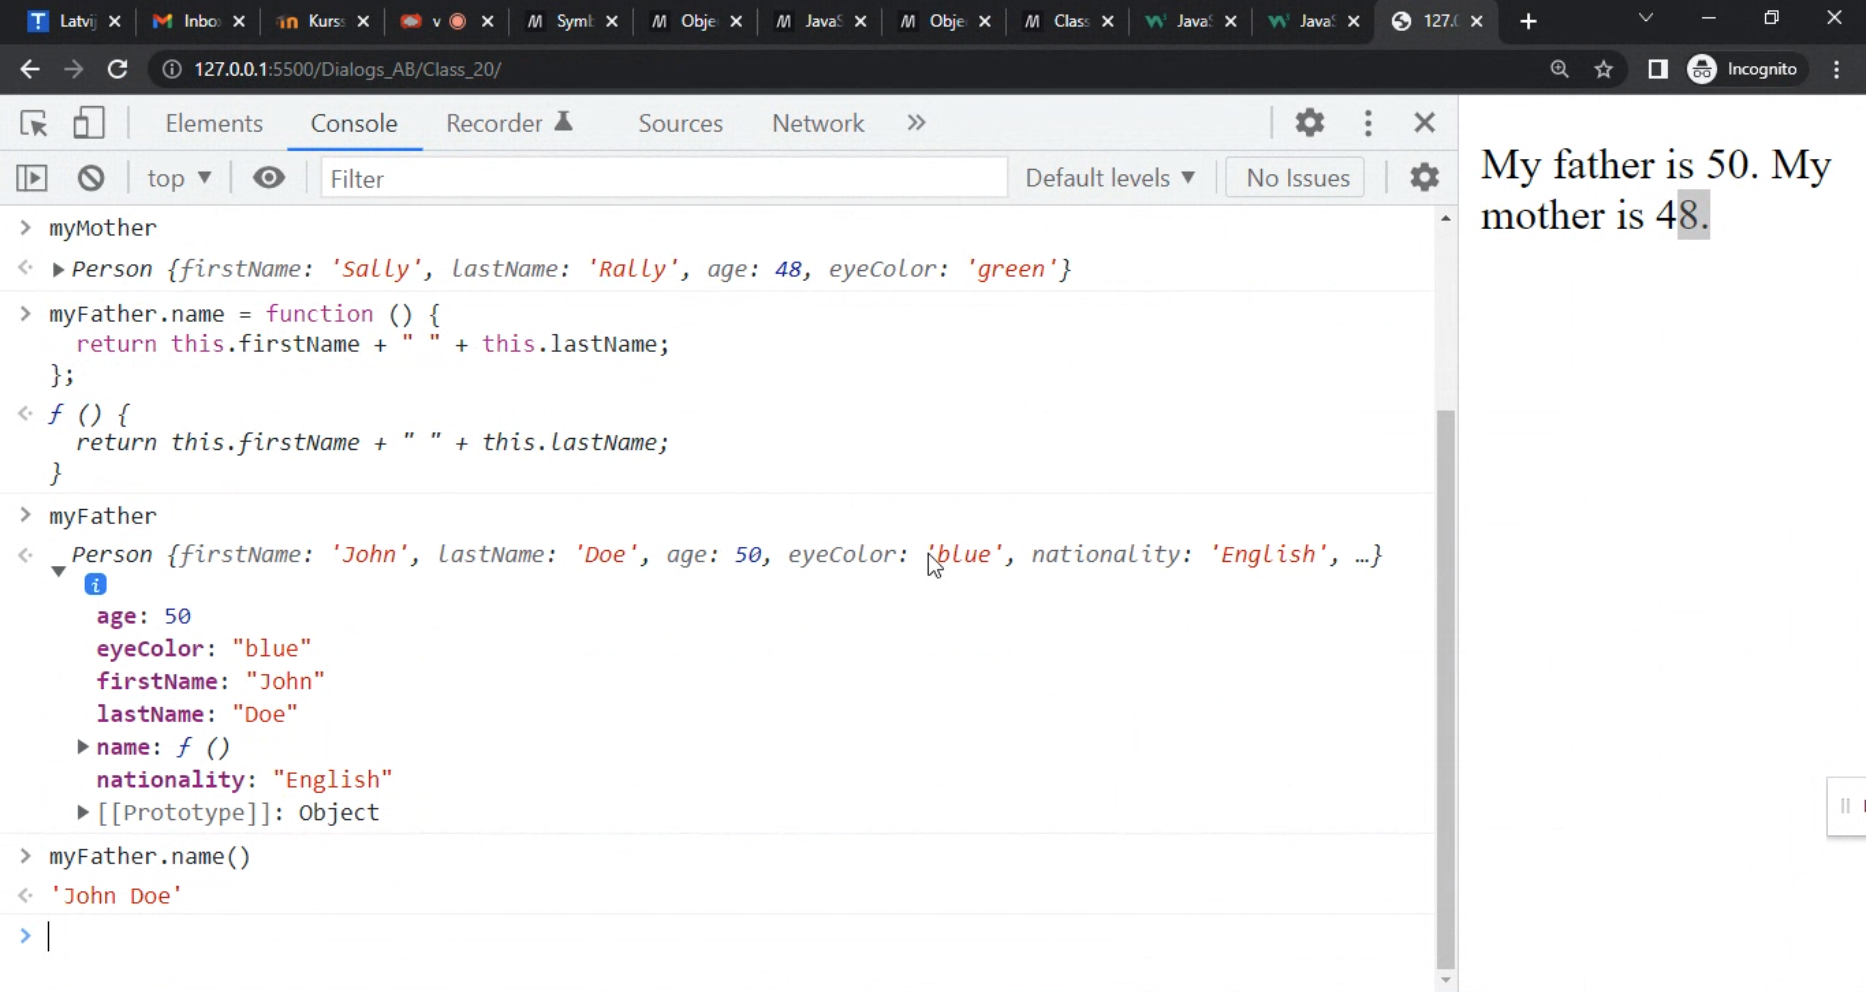 Latvij
Inbo
Kurs
v
Symb
Obje
JavaS
Obje
Class
JavaS
JavaS
127.
127.0.0.1:5500/Dialogs_AB/Class_20/
Incognito
Elements
Console
Recorder
Sources
Network
top
Filter
Default levels
No Issues
> myMother
Person {firstName: 'Sally', lastName: 'Rally', age: 48, eyeColor: 'green'}
> myFather.name = function () {
return this.firstName + " " + this.lastName;
};
ƒ () {
return this.firstName + " " + this.lastName;
}
> myFather
Person {firstName: 'John', lastName: 'Doe', age: 50, eyeColor: 'blue', nationality: 'English', …}
i
age: 50
eyeColor: "blue"
firstName: "John"
lastName: "Doe"
name: ƒ ()
nationality: "English"
[[Prototype]]: Object
> myFather.name()
'John Doe'
>
My father is 50. My
mother is 48.